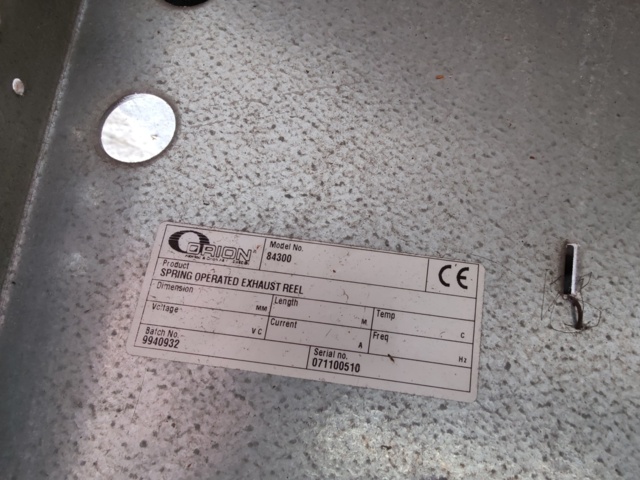 ORION
Model No.
84300
Product
SPRING OPERATED EXHAUST REEL
CE
Dimension
MM
Length
M
Temp
C
Voltage
V C
Current
A
Freq
Hz
Batch No.
9940932
Serial no.
071100510